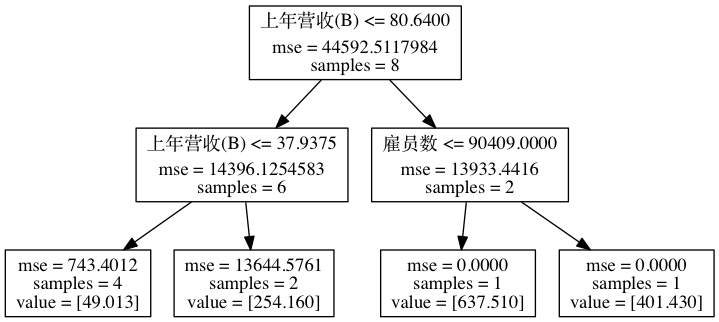 上年营收(B) <= 80.6400
mse = 44592.5117984
samples = 8
上年营收(B) <= 37.9375
mse = 14396.1254583
samples = 6
雇员数 <= 90409.0000
mse = 13933.4416
samples = 2
mse = 743.4012
samples = 4
value = [49.013]
mse = 13644.5761
samples = 2
value = [254.160]
mse = 0.0000
samples = 1
value = [637.510]
mse = 0.0000
samples = 1
value = [401.430]